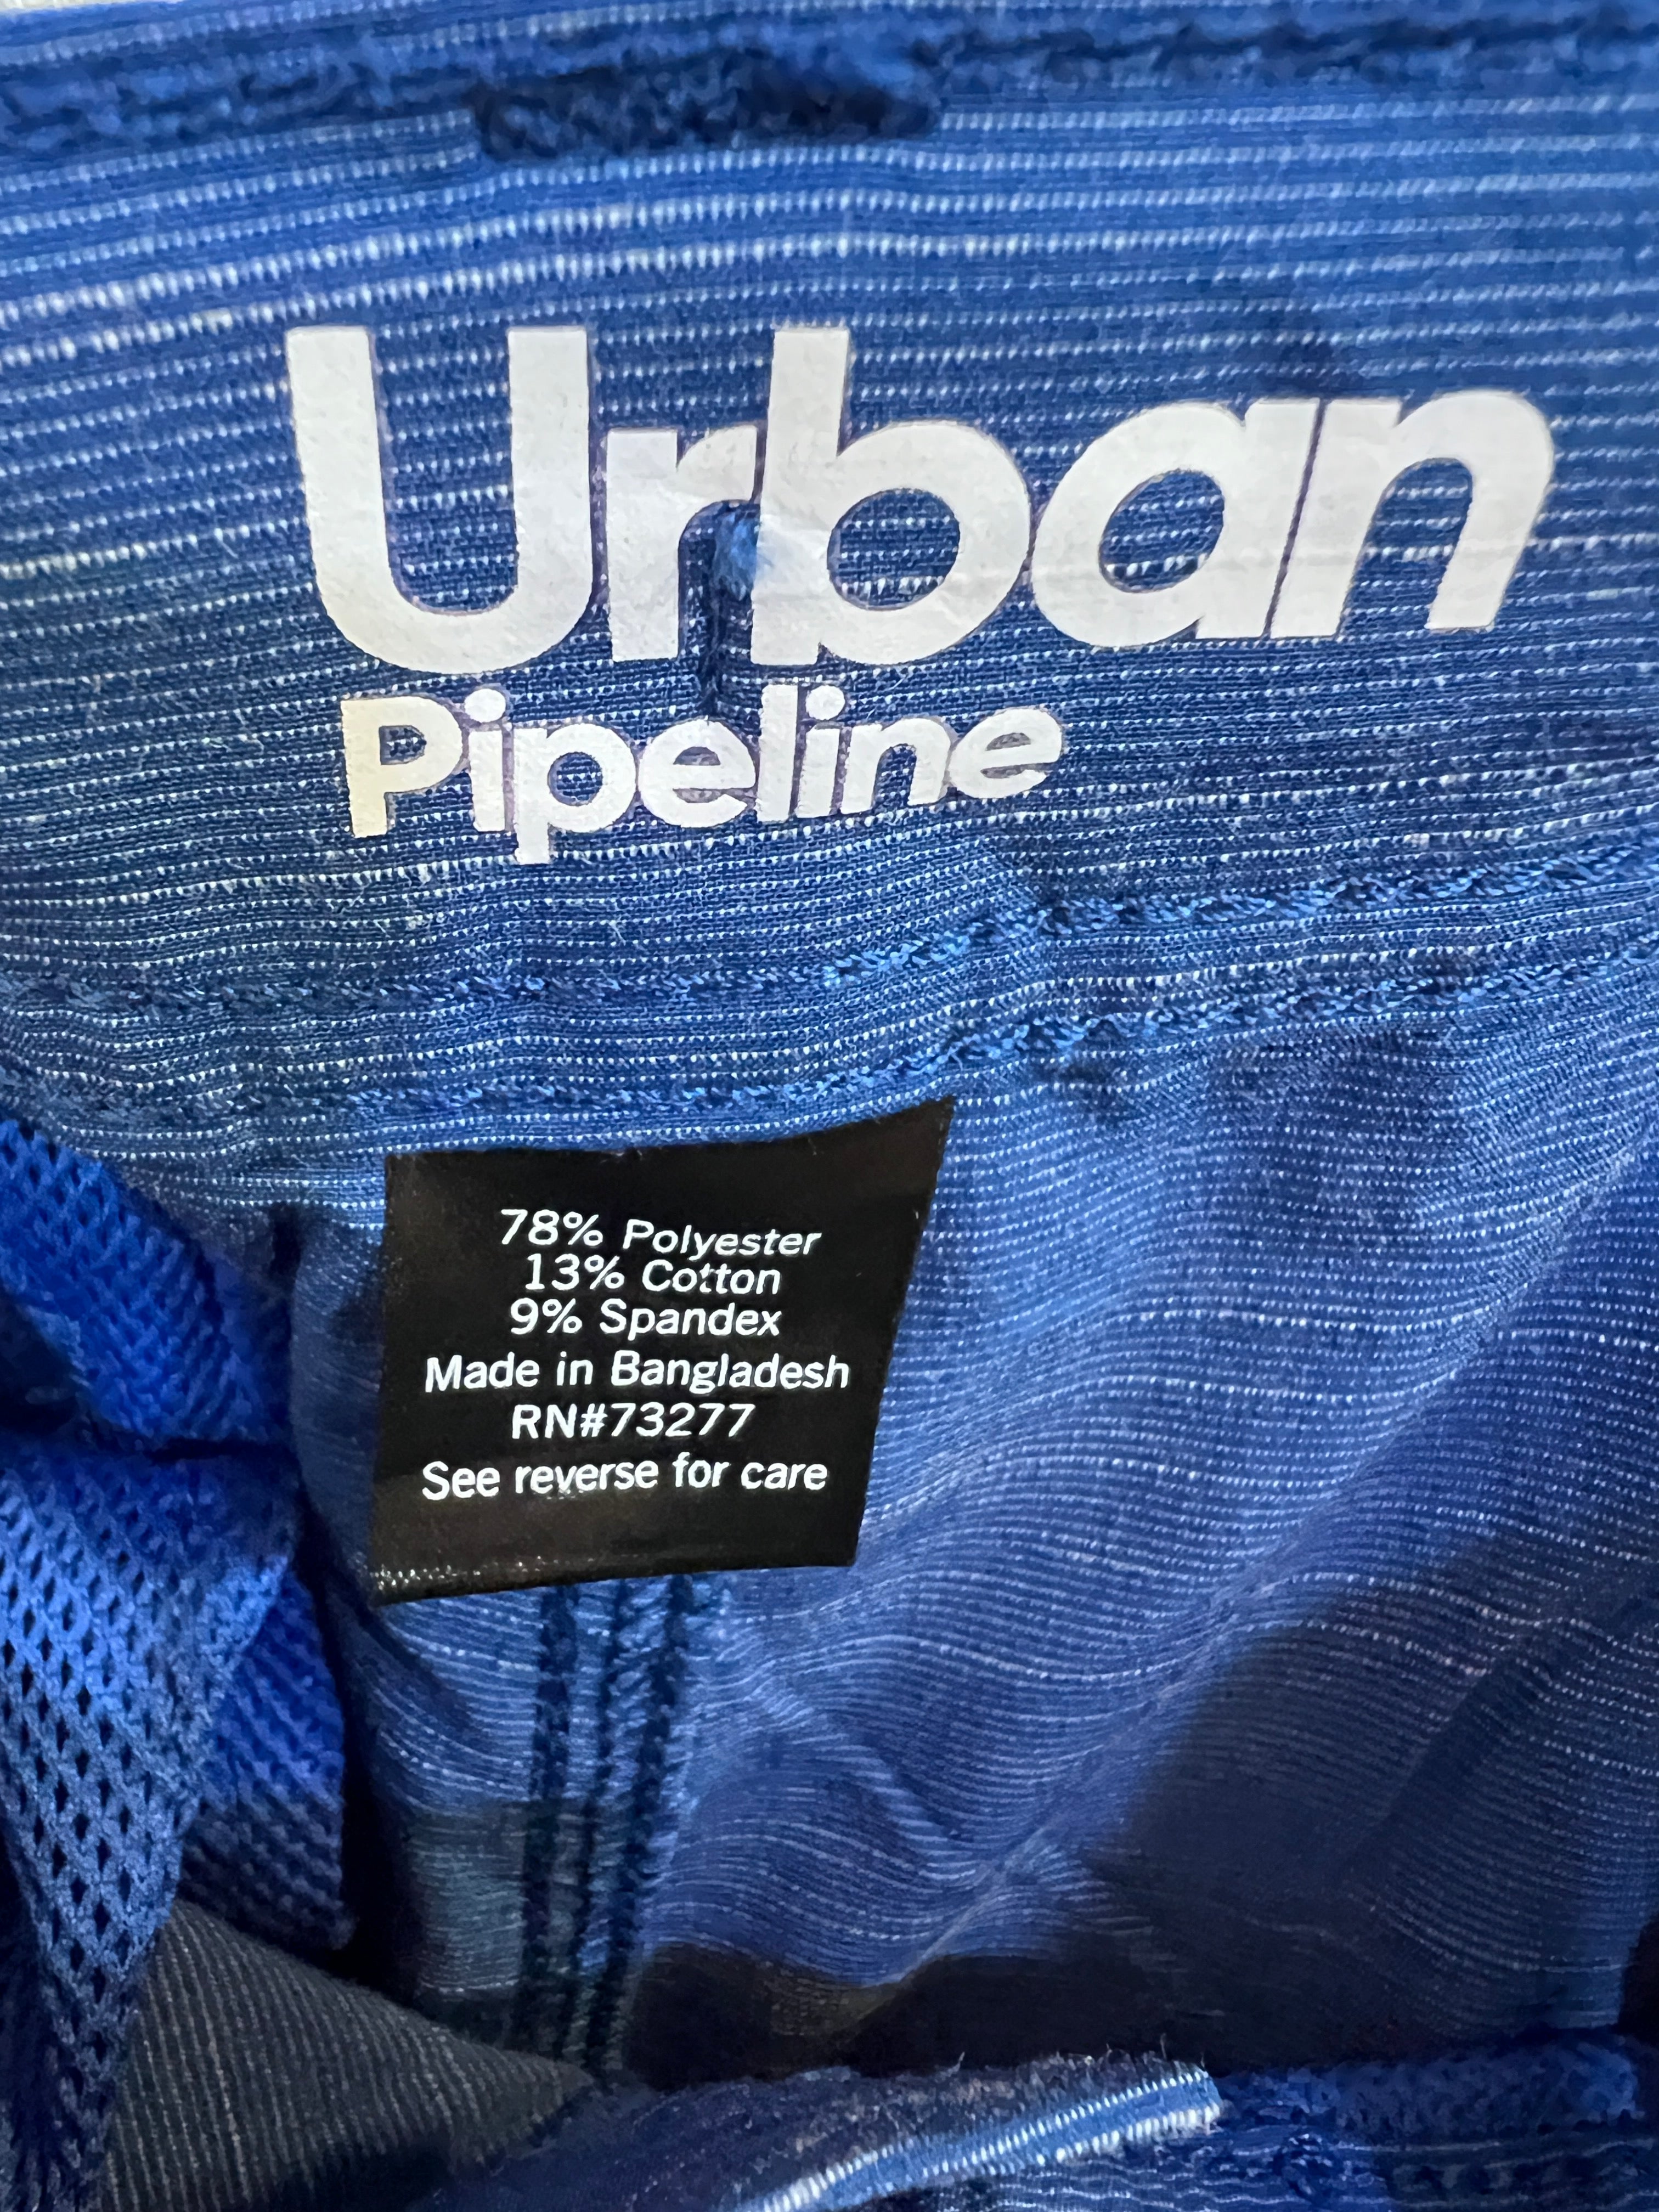 Urban
Pipeline
78% Polyester
13% Cotton
9% Spandex
Made in Bangladesh
RN#73277
See reverse for care